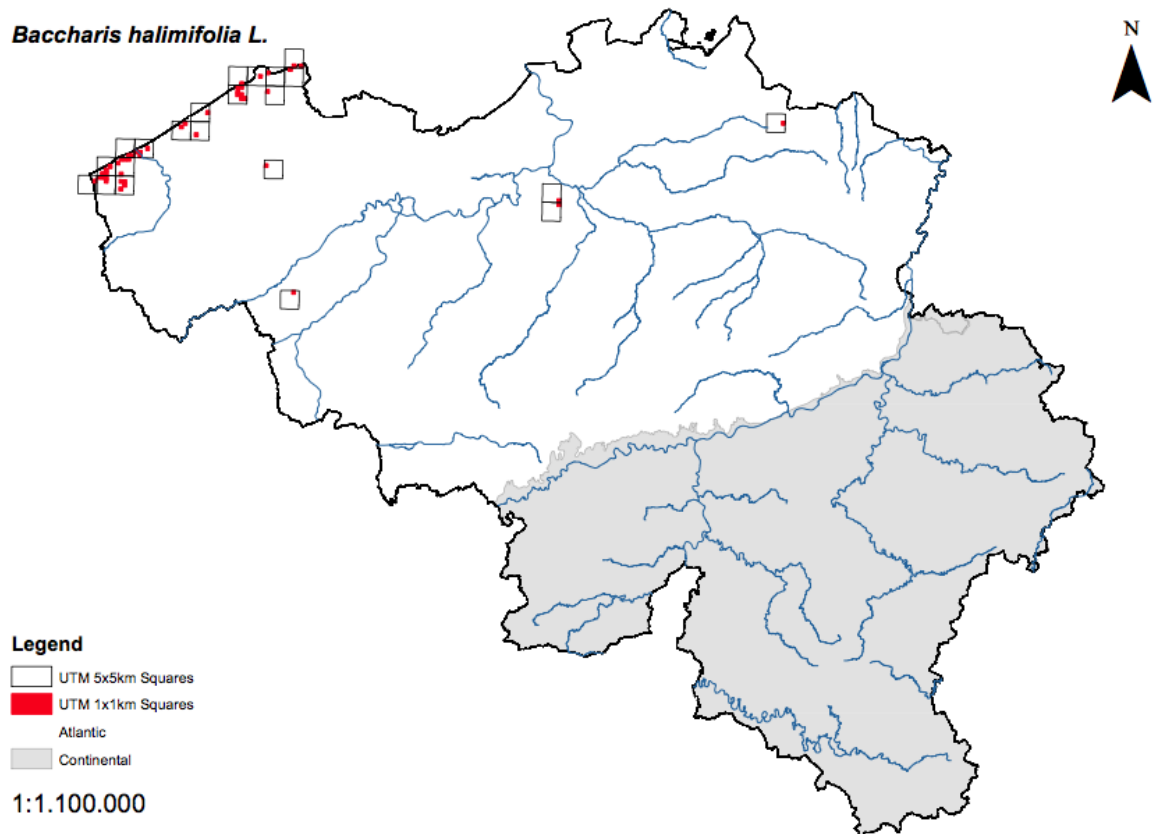 Baccharis halimifolia L.
N
Legend
UTM 5x5km Squares
UTM 1x1km Squares
Atlantic
Continental
1:1.100.000